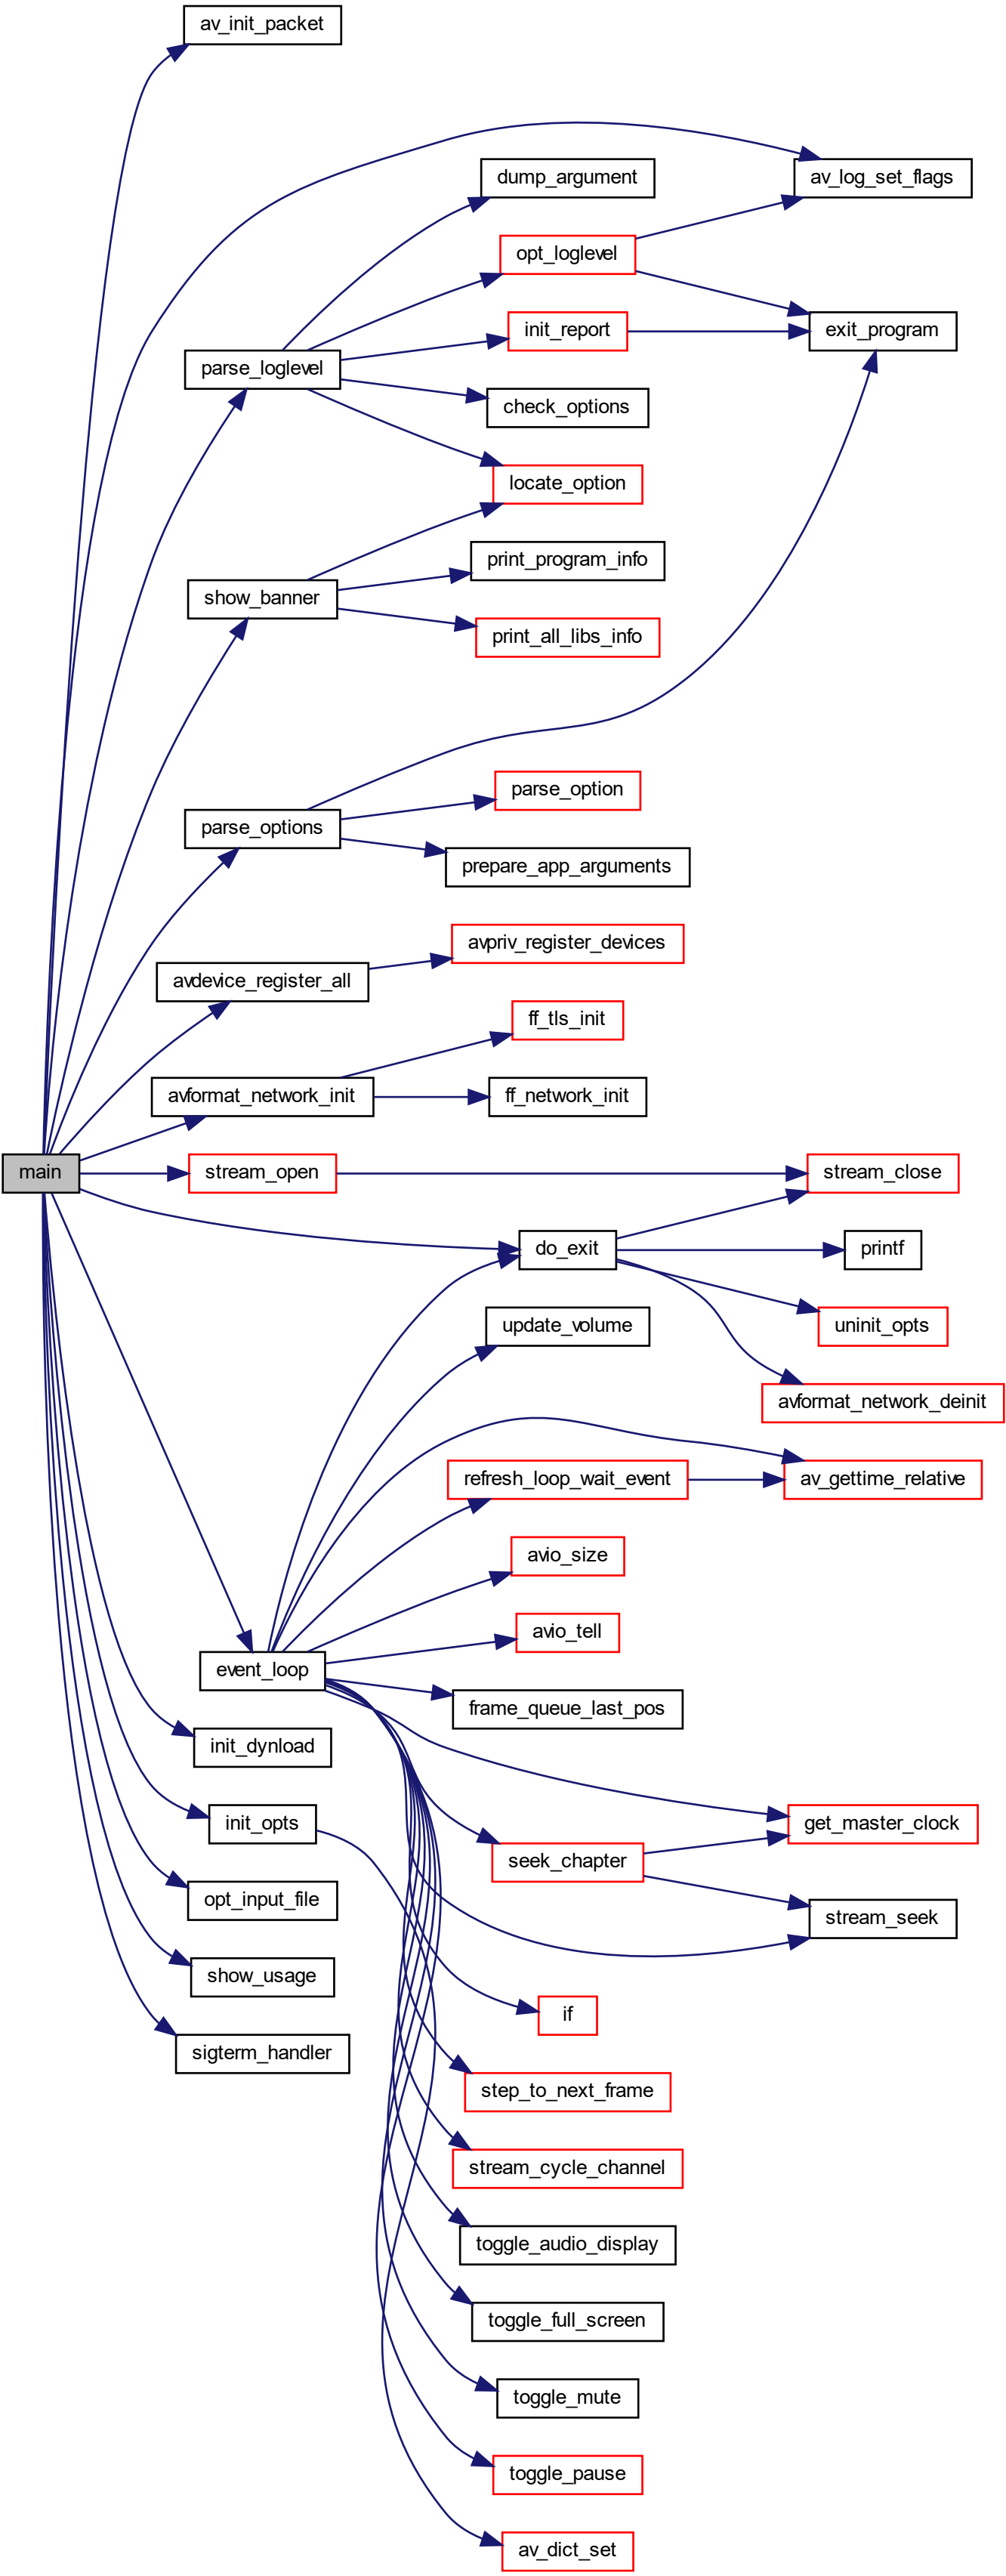 av_init_packet
dump_argument
av_log_set_flags
opt_loglevel
init_report
exit_program
parse_loglevel
check_options
locate_option
print_program_info
show_banner
print_all_libs_info
parse_option
parse_options
prepare_app_arguments
avpriv_register_devices
avdevice_register_all
ff_tls_init
avformat_network_init
ff_network_init
main
stream_open
stream_close
do_exit
printf
update_volume
uninit_opts
avformat_network_deinit
refresh_loop_wait_event
av_gettime_relative
avio_size
avio_tell
event_loop
frame_queue_last_pos
init_dynload
init_opts
get_master_clock
seek_chapter
opt_input_file
stream_seek
show_usage
if
sigterm_handler
step_to_next_frame
stream_cycle_channel
toggle_audio_display
toggle_full_screen
toggle_mute
toggle_pause
av_dict_set